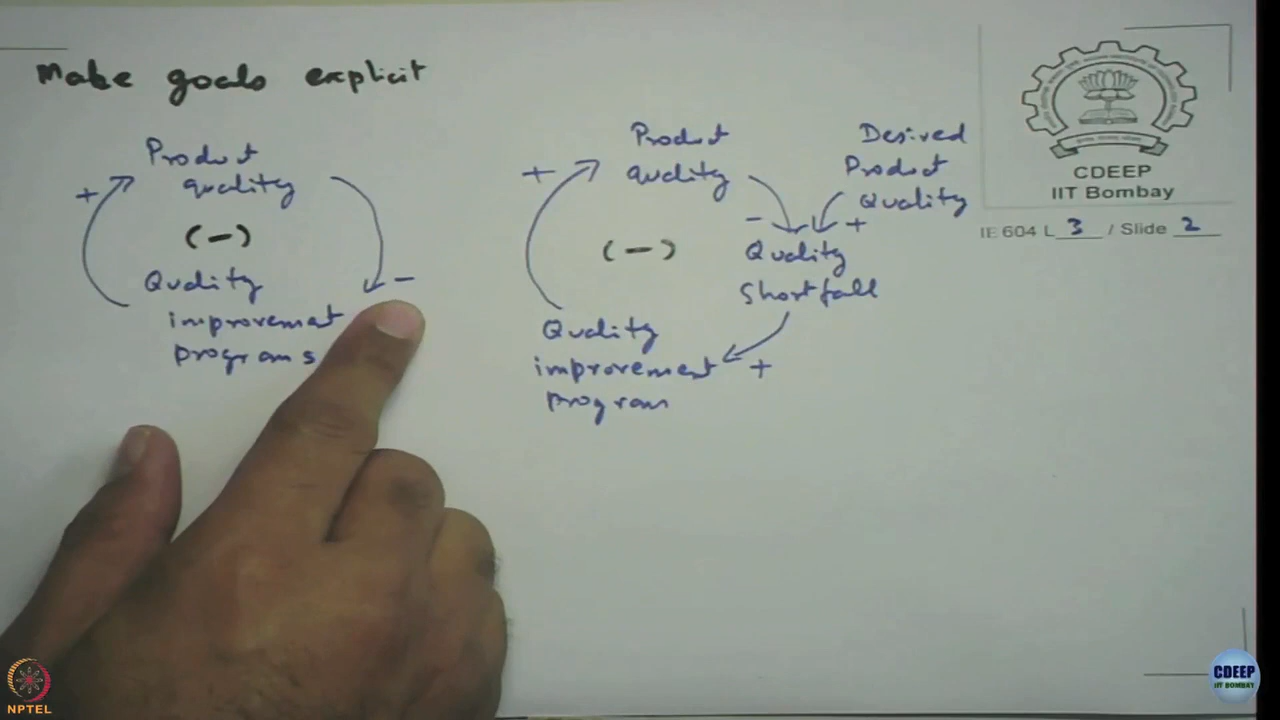 Make goals explicit
Product
quality
+
(-)
Quality
improvement
programs
-
Product
quality
+
(-)
-
Desired
Product
Quality
+
Quality
Shortfall
Quality
improvement
program
+
CDEEP
IIT Bombay
IE 604 L 3 / Slide 2
NPTEL
CDEEP
IIT BOMBAY